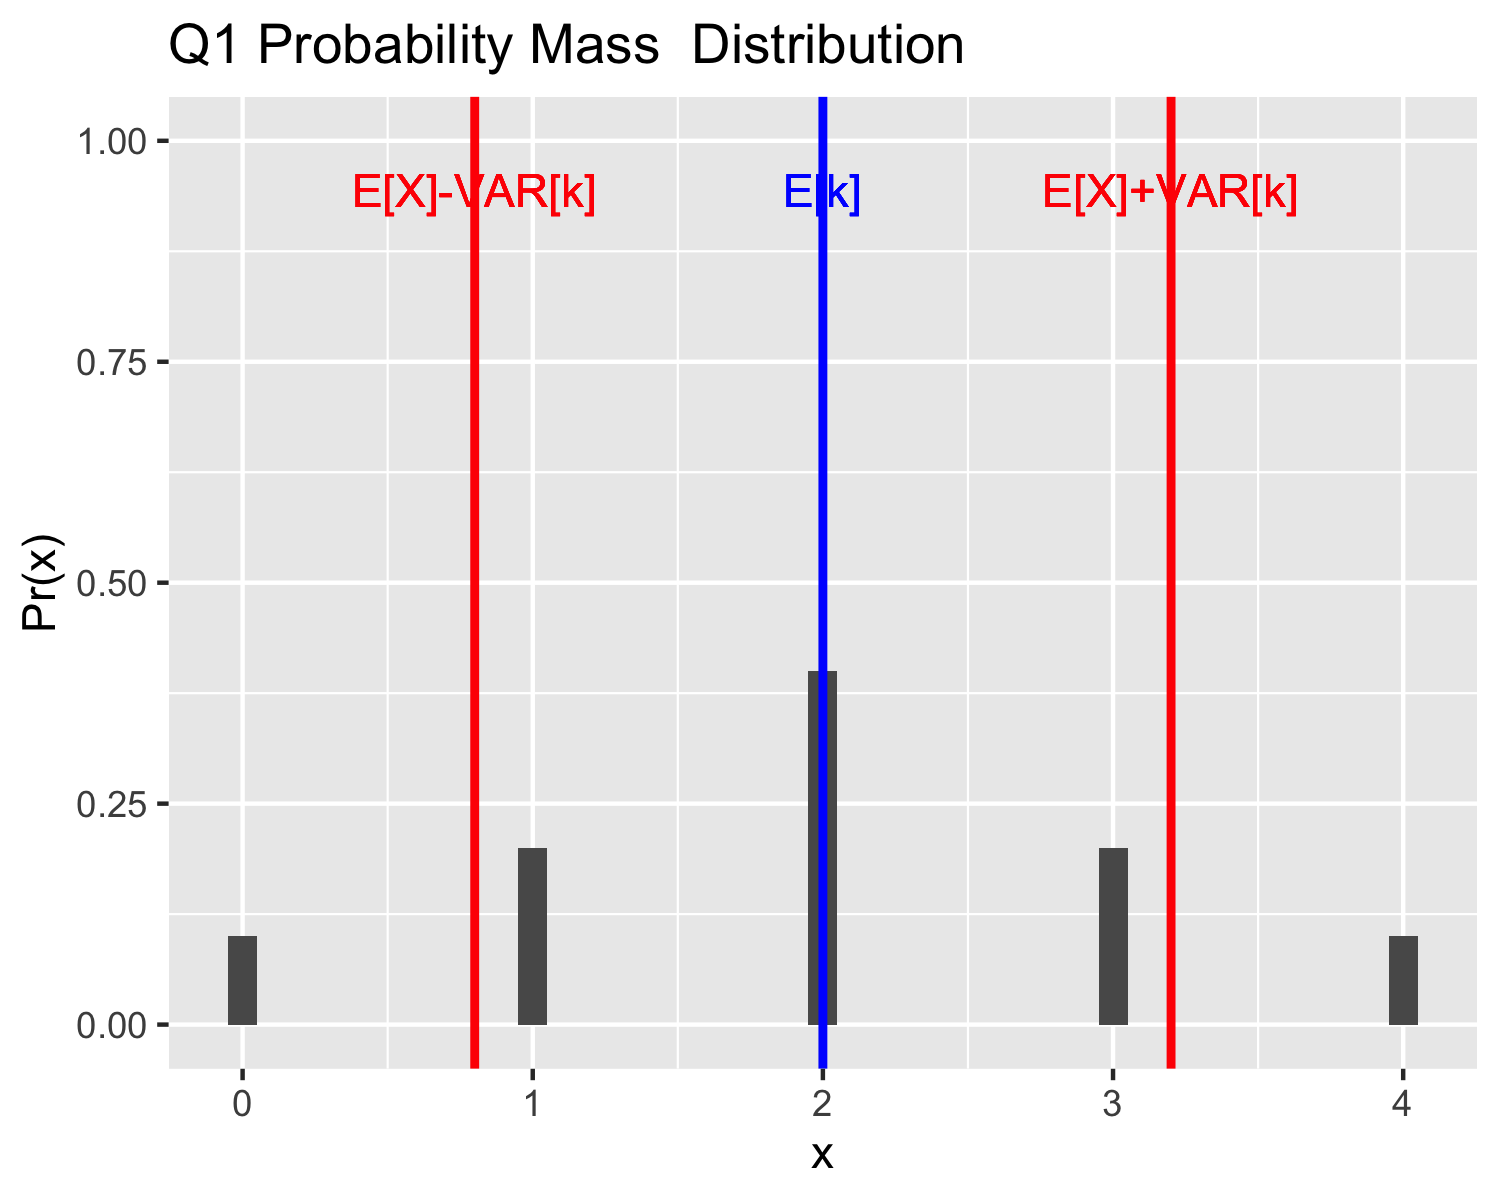 Q1 Probability Mass  Distribution
1.00
E[X]-VAR[k] E[k] E[X]+VAR[k]
0.75
Pr(x)
0.50
0.25
0.00
0 1 2 3 4
x